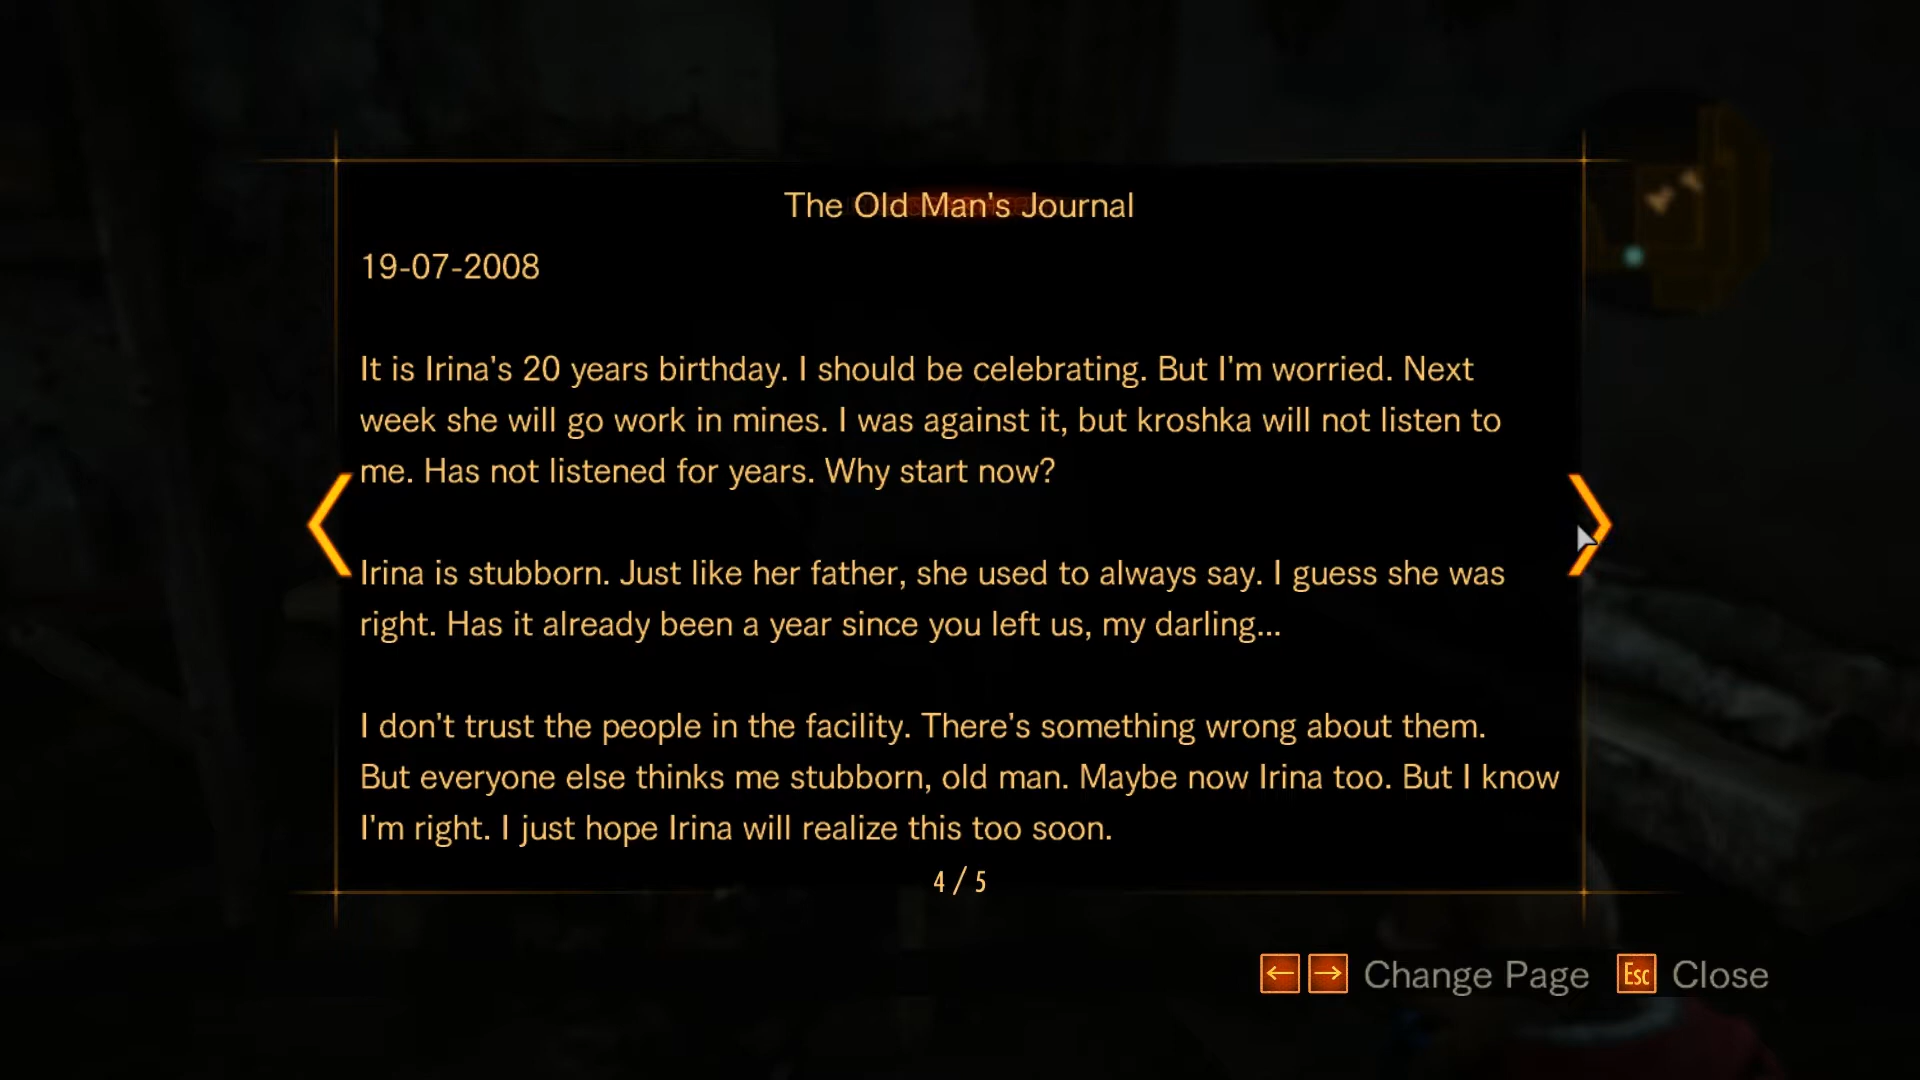 The Old Man's Journal
19-07-2008
It is Irina's 20 years birthday. I should be celebrating. But I'm worried. Next
week she will go work in mines. I was against it, but kroshka will not listen to
me. Has not listened for years. Why start now?
Irina is stubborn. Just like her father, she used to always say. I guess she was
right. Has it already been a year since you left us, my darling...
I don't trust the people in the facility. There's something wrong about them.
But everyone else thinks me stubborn, old man. Maybe now Irina too. But I know
I'm right. I just hope Irina will realize this too soon.
4 / 5
← → Change Page Esc Close